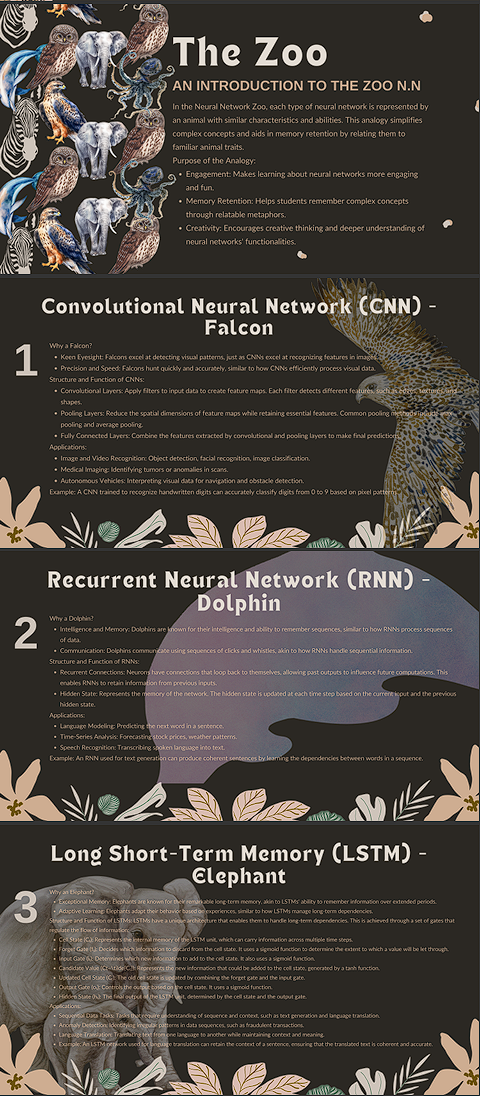 The Zoo
AN INTRODUCTION TO THE ZOO N.N
In the Neural Network Zoo, each type of neural network is represented by
an animal with similar characteristics and abilities. This analogy simplifies
complex concepts and aids in memory retention by relating them to
familiar animal traits.
Purpose of the Analogy:
• Engagement: Makes learning about neural networks more engaging
and fun.
• Memory Retention: Helps students remember complex concepts
through relatable metaphors.
• Creativity: Encourages creative thinking and deeper understanding of
neural networks' functionalities.
Convolutional Neural Network (CNN) -
Falcon
1
Why a Falcon?
• Keen Eyesight: Falcons excel at detecting visual patterns, just as CNNs excel at recognizing features in images.
• Precision and Speed: Falcons hunt quickly and accurately, similar to how CNNs efficiently process visual data.
Structure and Function of CNNs:
• Convolutional Layers: Apply filters to input data to create feature maps. Each filter detects different features, such as edges, textures, and
shapes.
• Pooling Layers: Reduce the spatial dimensions of feature maps while retaining essential features. Common pooling methods include max
pooling and average pooling.
• Fully Connected Layers: Combine the features extracted by convolutional and pooling layers to make final predictions.
Applications:
• Image and Video Recognition: Object detection, facial recognition, image classification.
• Medical Imaging: Identifying tumors or anomalies in scans.
• Autonomous Vehicles: Interpreting visual data for navigation and obstacle detection.
Example: A CNN trained to recognize handwritten digits can accurately classify digits from 0 to 9 based on pixel patterns.
Recurrent Neural Network (RNN) -
Dolphin
2
Why a Dolphin?
• Intelligence and Memory: Dolphins are known for their intelligence and ability to remember sequences, similar to how RNNs process sequences
of data.
• Communication: Dolphins communicate using sequences of clicks and whistles, akin to how RNNs handle sequential information.
Structure and Function of RNNs:
• Recurrent Connections: Neurons have connections that loop back to themselves, allowing past outputs to influence future computations. This
enables RNNs to retain information from previous inputs.
• Hidden State: Represents the memory of the network. The hidden state is updated at each time step based on the current input and the previous
hidden state.
Applications:
• Language Modeling: Predicting the next word in a sentence.
• Time-Series Analysis: Forecasting stock prices, weather patterns.
• Speech Recognition: Transcribing spoken language into text.
Example: An RNN used for text generation can produce coherent sentences by learning the dependencies between words in a sequence.
Long Short-Term Memory (LSTM) -
Elephant
3
Why an Elephant?
• Exceptional Memory: Elephants are known for their remarkable long-term memory, akin to LSTMs' ability to remember information over extended periods.
• Adaptive Learning: Elephants adapt their behavior based on experiences, similar to how LSTMs manage long-term dependencies.
Structure and Function of LSTMs: LSTMs have a unique architecture that enables them to handle long-term dependencies. This is achieved through a set of gates that
regulate the flow of information:
• Cell State (Cₜ): Represents the internal memory of the LSTM unit, which can carry information across multiple time steps.
• Forget Gate (fₜ): Decides which information to discard from the cell state. It uses a sigmoid function to determine the extent to which a value will be let through.
• Input Gate (iₜ): Determines which new information to add to the cell state. It also uses a sigmoid.
• Candidate Value The new information that could be added to the cell state, generated by a tanh function.
• Updated Cell State (Cₜ): The old cell state is updated by combining the forget gate and the input gate.
• Output Gate (oₜ): Controls the output based on the cell state. It uses a sigmoid.
• Hidden State (hₜ): The final output of the LSTM unit, determined by the cell state and the output gate.
Applications:
• Sequential Data Tasks: Tasks that require understanding of sequence and context, such as text generation and language translation.
• Anomaly Detection: Identifying irregular patterns in data sequences, such as fraudulent transactions.
• Language Translation: Translating text from one language to another while maintaining context and meaning.
• Example: An LSTM network used for language translation can retain the context of a sentence, ensuring that the translated text is coherent and accurate.